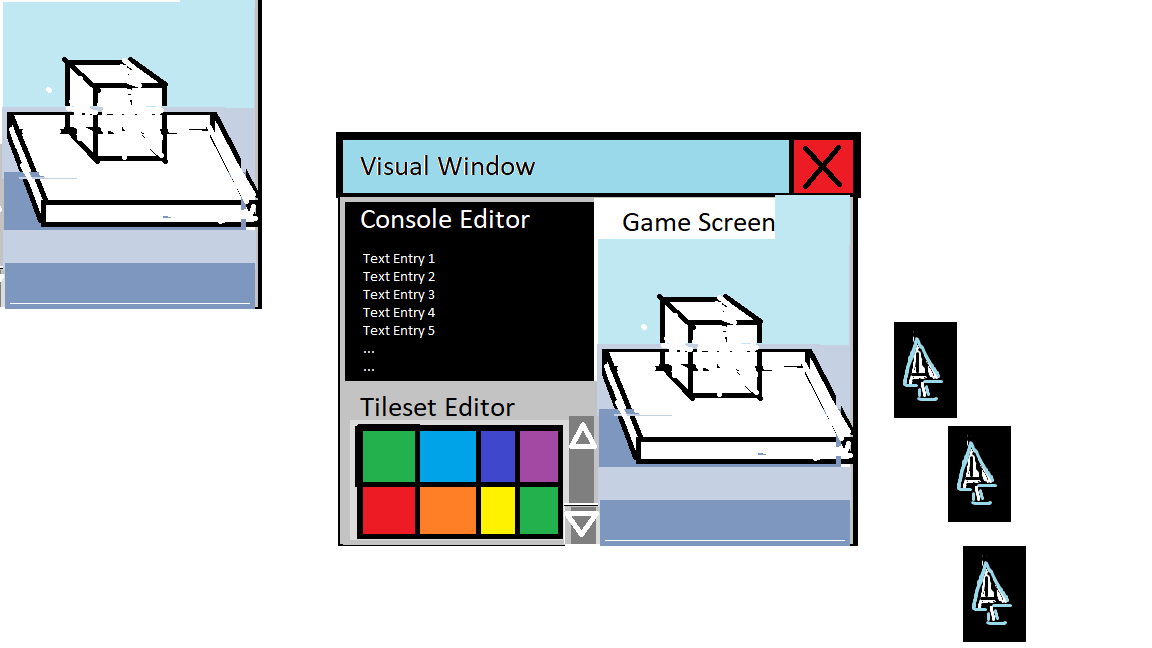 Visual Window
Console Editor
Text Entry 1
Text Entry 2
Text Entry 3
Text Entry 4
Text Entry 5
...
...
Game Screen
Tileset Editor